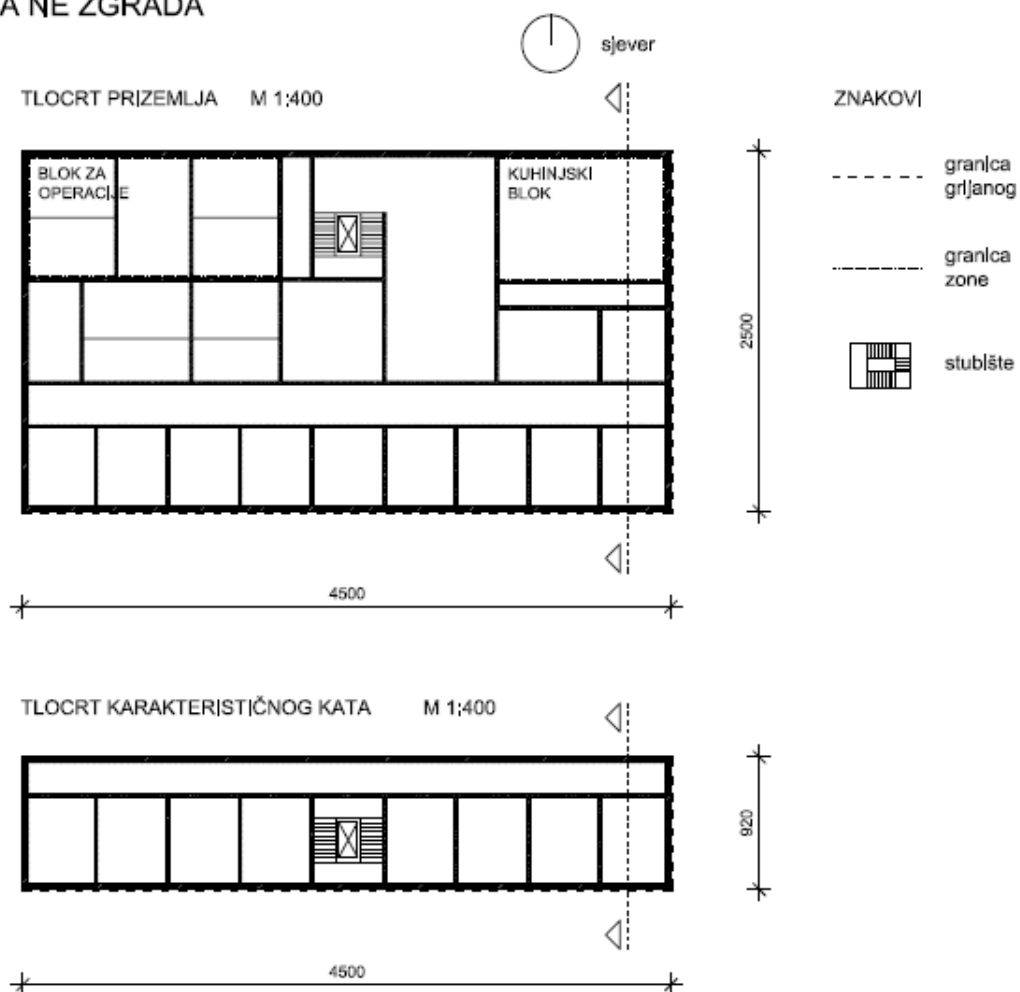 A NE ZGRADA
sjever
TLOCRT PRIZEMLJA M 1:400
ZNAKOVI
BLOK ZA
OPERACIJE
KUHINJSKI
BLOK
granica
grijanog
granica
zone
stubište
2500
4500
TLOCRT KARAKTERISTIČNOG KATA M 1:400
920
4500